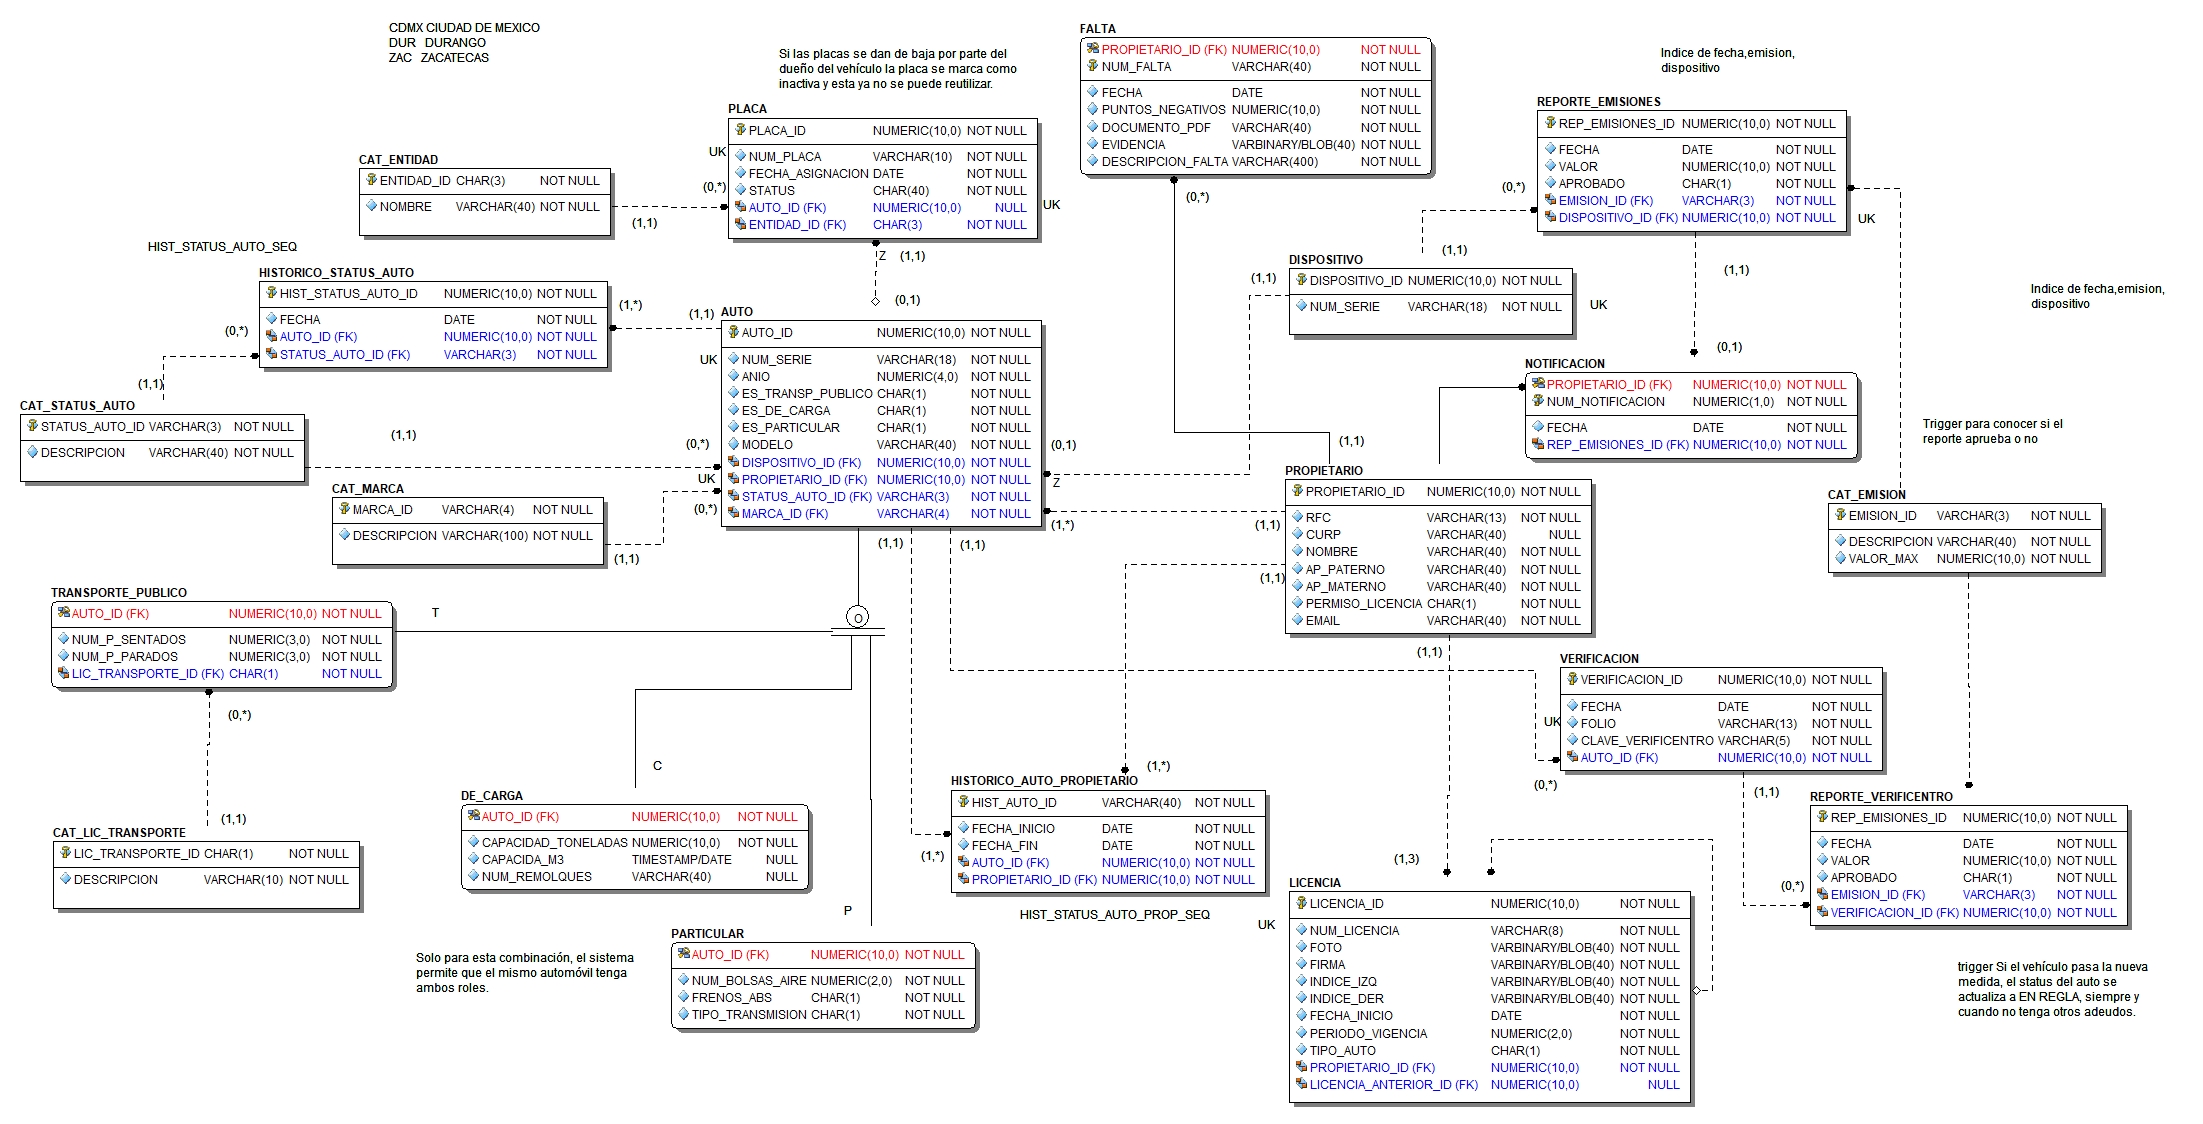 CDMX CIUDAD DE MEXICO
DUR DURANGO
ZAC ZACATECAS
Si las placas se dan de baja por parte del
dueño del vehículo la placa se marca como
inactiva y esta ya no se puede reutilizar.
PLACA
PLACA_ID NUMERIC(10,0) NOT NULL
UK
NUM_PLACA VARCHAR(10) NOT NULL
FECHA_ASIGNACION DATE NOT NULL
STATUS CHAR(40) NOT NULL
AUTO_ID (FK) NUMERIC(10,0) NULL
ENTIDAD_ID (FK) CHAR(3) NOT NULL
UK
(0,*)
(1,1)
Z
(1,1)
(0,1)
CAT_ENTIDAD
ENTIDAD_ID CHAR(3) NOT NULL
NOMBRE VARCHAR(40) NOT NULL
FALTA
PROPIETARIO_ID (FK) NUMERIC(10,0) NOT NULL
NUM_FALTA VARCHAR(40) NOT NULL
FECHA DATE NOT NULL
PUNTOS_NEGATIVOS NUMERIC(10,0) NOT NULL
DOCUMENTO_PDF VARCHAR(40) NOT NULL
EVIDENCIA VARBINARY/BLOB(40) NOT NULL
DESCRIPCION_FALTA VARCHAR(400) NOT NULL
(0,*)
Indice de fecha,emision,
dispositivo
REPORTE_EMISIONES
REP_EMISIONES_ID NUMERIC(10,0) NOT NULL
FECHA DATE NOT NULL
VALOR NUMERIC(10,0) NOT NULL
APROBADO CHAR(1) NOT NULL
EMISION_ID (FK) VARCHAR(3) NOT NULL
DISPOSITIVO_ID (FK) NUMERIC(10,0) NOT NULL
(0,*)
UK
(1,1)
(1,1)
(0,1)
HIST_STATUS_AUTO_SEQ
HISTORICO_STATUS_AUTO
HIST_STATUS_AUTO_ID NUMERIC(10,0) NOT NULL
FECHA DATE NOT NULL
AUTO_ID (FK) NUMERIC(10,0) NOT NULL
STATUS_AUTO_ID (FK) VARCHAR(3) NOT NULL
(1,*)
(1,1)
(0,*)
(1,1)
DISPOSITIVO
DISPOSITIVO_ID NUMERIC(10,0) NOT NULL
NUM_SERIE VARCHAR(18) NOT NULL
(1,1)
UK
Indice de fecha,emision,
dispositivo
AUTO
AUTO_ID NUMERIC(10,0) NOT NULL
UK
NUM_SERIE VARCHAR(18) NOT NULL
ANIO NUMERIC(4,0) NOT NULL
ES_TRANSP_PUBLICO CHAR(1) NOT NULL
ES_DE_CARGA CHAR(1) NOT NULL
ES_PARTICULAR CHAR(1) NOT NULL
MODELO VARCHAR(40) NOT NULL
DISPOSITIVO_ID (FK) NUMERIC(10,0) NOT NULL
PROPIETARIO_ID (FK) NUMERIC(10,0) NOT NULL
STATUS_AUTO_ID (FK) VARCHAR(3) NOT NULL
MARCA_ID (FK) VARCHAR(4) NOT NULL
(0,*)
UK
(0,*)
(0,1)
Z
(1,*)
(1,1)
(1,1)
NOTIFICACION
PROPIETARIO_ID (FK) NUMERIC(10,0) NOT NULL
NUM_NOTIFICACION NUMERIC(1,0) NOT NULL
FECHA DATE NOT NULL
REP_EMISIONES_ID (FK) NUMERIC(10,0) NOT NULL
CAT_STATUS_AUTO
STATUS_AUTO_ID VARCHAR(3) NOT NULL
DESCRIPCION VARCHAR(40) NOT NULL
(1,1)
Trigger para conocer si el
reporte aprueba o no
CAT_MARCA
MARCA_ID VARCHAR(4) NOT NULL
DESCRIPCION VARCHAR(100) NOT NULL
(1,1)
PROPIETARIO
PROPIETARIO_ID NUMERIC(10,0) NOT NULL
RFC VARCHAR(13) NOT NULL
CURP VARCHAR(40) NULL
NOMBRE VARCHAR(40) NOT NULL
AP_PATERNO VARCHAR(40) NOT NULL
AP_MATERNO VARCHAR(40) NOT NULL
PERMISO_LICENCIA CHAR(1) NOT NULL
EMAIL VARCHAR(40) NOT NULL
(1,1)
(1,1)
(1,1)
(1,1)
CAT_EMISION
EMISION_ID VARCHAR(3) NOT NULL
DESCRIPCION VARCHAR(40) NOT NULL
VALOR_MAX NUMERIC(10,0) NOT NULL
TRANSPORTE_PUBLICO
AUTO_ID (FK) NUMERIC(10,0) NOT NULL
NUM_P_SENTADOS NUMERIC(3,0) NOT NULL
NUM_P_PARADOS NUMERIC(3,0) NOT NULL
LIC_TRANSPORTE_ID (FK) CHAR(1) NOT NULL
T
O
(0,*)
(1,1)
C
P
VERIFICACION
VERIFICACION_ID NUMERIC(10,0) NOT NULL
FECHA DATE NOT NULL
UK
FOLIO VARCHAR(13) NOT NULL
CLAVE_VERIFICENTRO VARCHAR(5) NOT NULL
AUTO_ID (FK) NUMERIC(10,0) NOT NULL
(0,*)
(1,1)
DE_CARGA
AUTO_ID (FK) NUMERIC(10,0) NOT NULL
CAPACIDAD_TONELADAS NUMERIC(10,0) NOT NULL
CAPACIDA_M3 TIMESTAMP/DATE NULL
NUM_REMOLQUES VARCHAR(40) NULL
HISTORICO_AUTO_PROPIETARIO
HIST_AUTO_ID VARCHAR(40) NOT NULL
FECHA_INICIO DATE NOT NULL
FECHA_FIN DATE NOT NULL
AUTO_ID (FK) NUMERIC(10,0) NOT NULL
PROPIETARIO_ID (FK) NUMERIC(10,0) NOT NULL
(1,*)
(1,*)
HIST_STATUS_AUTO_PROP_SEQ
REPORTE_VERIFICENTRO
REP_EMISIONES_ID NUMERIC(10,0) NOT NULL
FECHA DATE NOT NULL
VALOR NUMERIC(10,0) NOT NULL
APROBADO CHAR(1) NOT NULL
EMISION_ID (FK) VARCHAR(3) NOT NULL
VERIFICACION_ID (FK) NUMERIC(10,0) NOT NULL
(0,*)
CAT_LIC_TRANSPORTE
LIC_TRANSPORTE_ID CHAR(1) NOT NULL
DESCRIPCION VARCHAR(10) NOT NULL
(1,3)
UK
LICENCIA
LICENCIA_ID NUMERIC(10,0) NOT NULL
NUM_LICENCIA VARCHAR(8) NOT NULL
FOTO VARBINARY/BLOB(40) NOT NULL
FIRMA VARBINARY/BLOB(40) NOT NULL
INDICE_IZQ VARBINARY/BLOB(40) NOT NULL
INDICE_DER VARBINARY/BLOB(40) NOT NULL
FECHA_INICIO DATE NOT NULL
PERIODO_VIGENCIA NUMERIC(2,0) NOT NULL
TIPO_AUTO CHAR(1) NOT NULL
PROPIETARIO_ID (FK) NUMERIC(10,0) NOT NULL
LICENCIA_ANTERIOR_ID (FK) NUMERIC(10,0) NULL
Solo para esta combinación, el sistema
permite que el mismo automóvil tenga
ambos roles.
PARTICULAR
AUTO_ID (FK) NUMERIC(10,0) NOT NULL
NUM_BOLSAS_AIRE NUMERIC(2,0) NOT NULL
FRENOS_ABS CHAR(1) NOT NULL
TIPO_TRANSMISION CHAR(1) NOT NULL
trigger Si el vehículo pasa la nueva
medida, el status del auto se
actualiza a EN REGLA, siempre y
cuando no tenga otros adeudos.